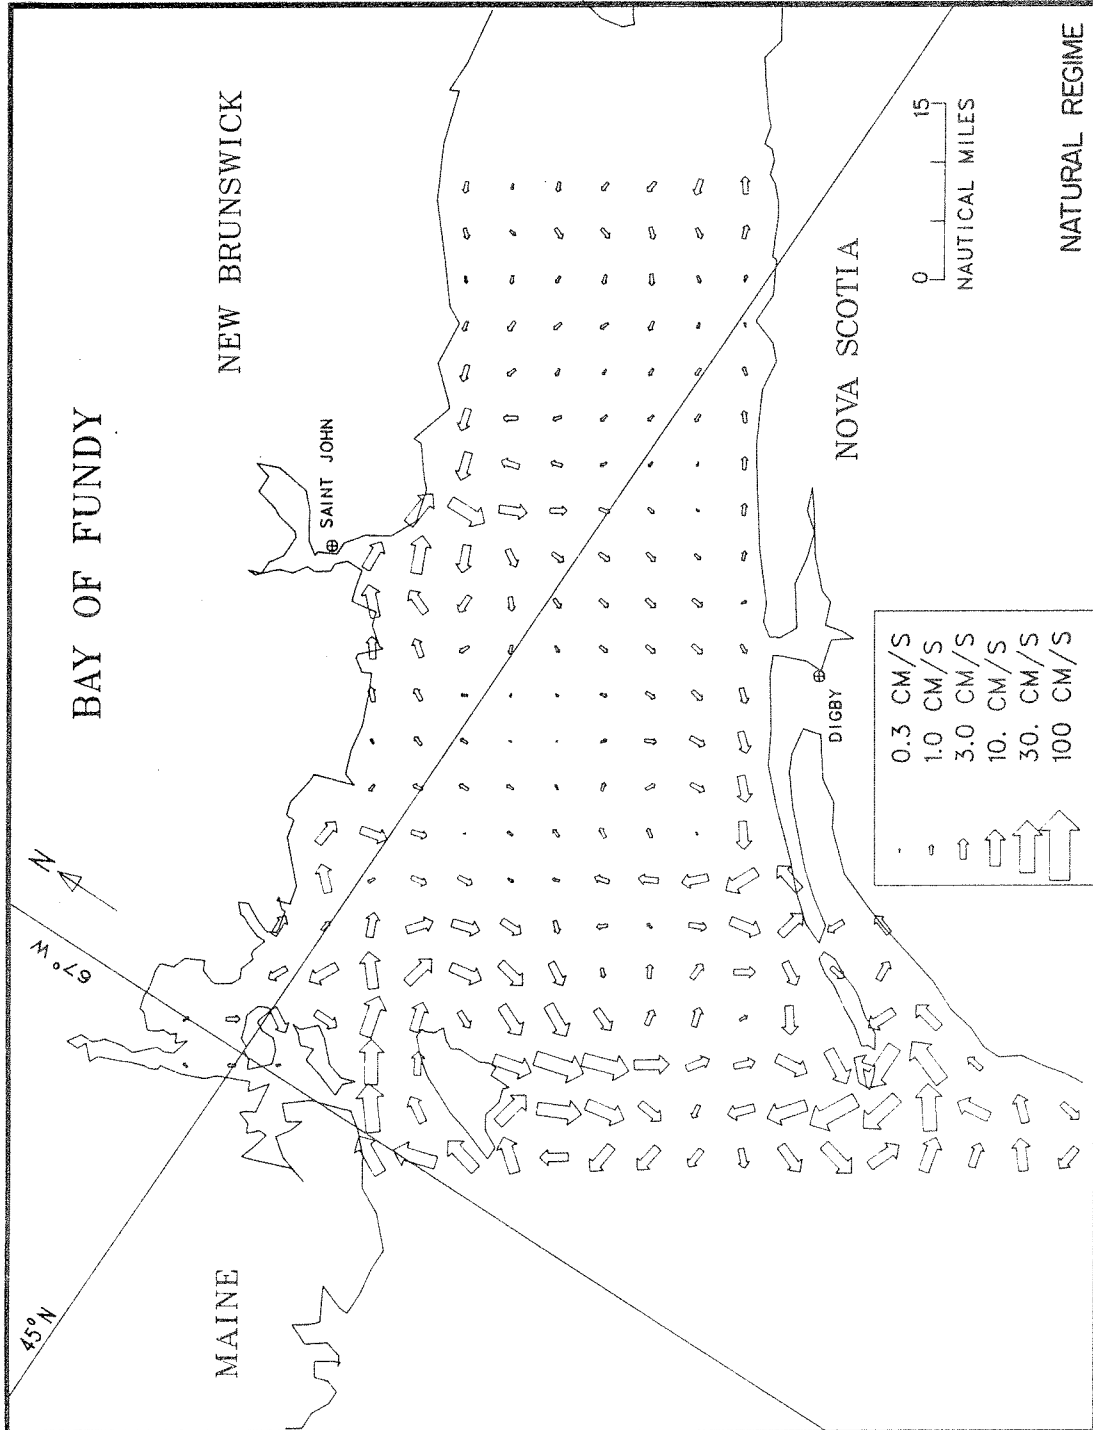 BAY OF FUNDY
NEW BRUNSWICK
SAINT JOHN
N
67° W
45° N
MAINE
NOVA SCOTIA
DIGBY
0 15
NAUTICAL MILES
0.3 CM/S
1.0 CM/S
3.0 CM/S
10. CM/S
30. CM/S
100 CM/S
NATURAL REGIME